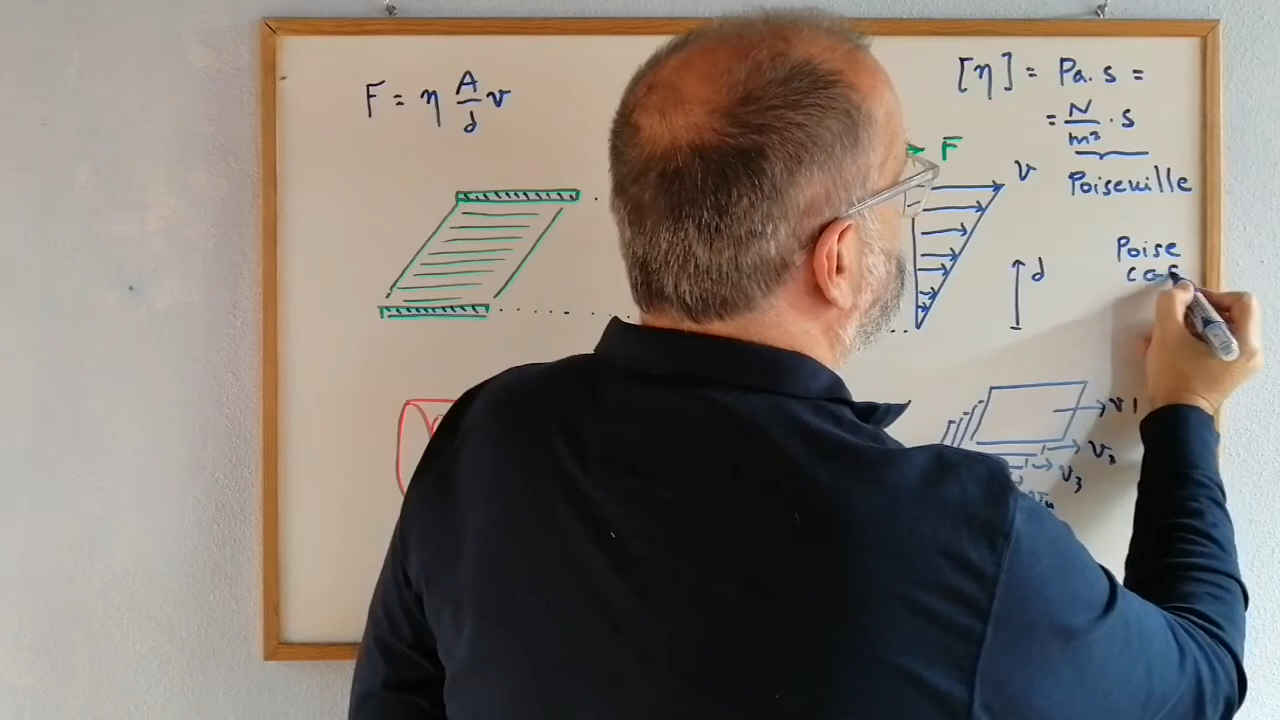 F = η A/d v
[η] = Pa.s =
= N/m² . s
Poiseuille
F
v
d
Poise
CGS
v1
v2
v3